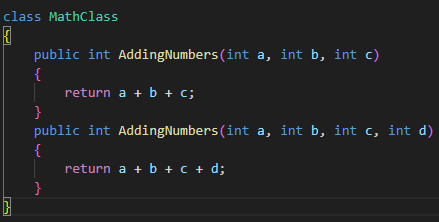 class MathClass
{
    public int AddingNumbers(int a, int b, int c)
    {
        return a + b + c;
    }
    public int AddingNumbers(int a, int b, int c, int d)
    {
        return a + b + c + d;
    }
}